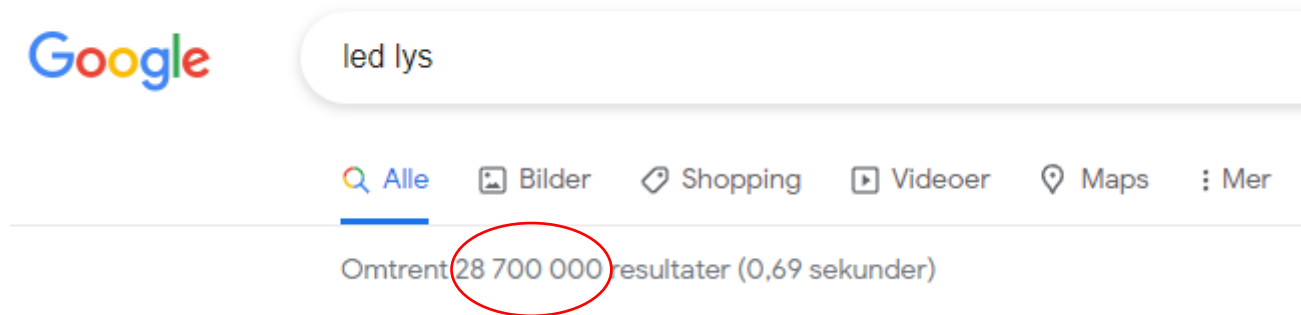 Google
led lys
Alle Bilder Shopping Videoer Maps Mer
Omtrent 28 700 000 resultater (0,69 sekunder)